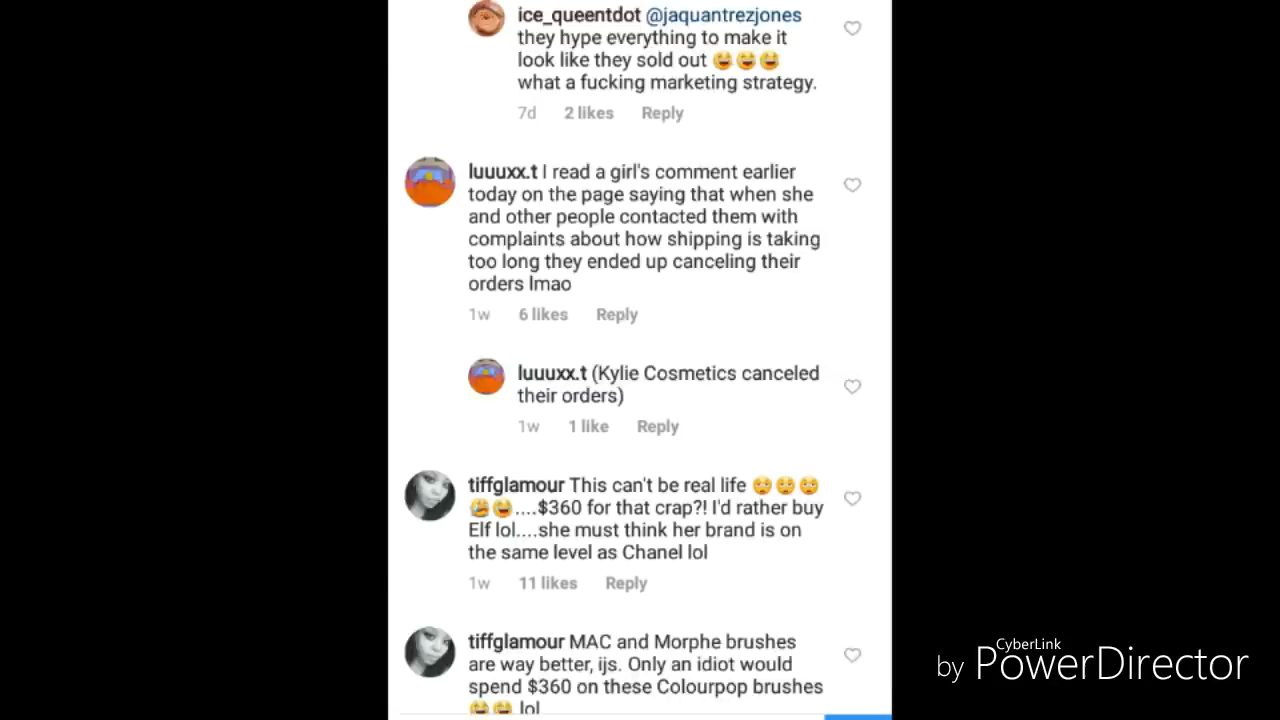 ice_queentdot @jaquantrezjones
they hype everything to make it
look like they sold out 😂😂😂
what a fucking marketing strategy.
7d 2 likes Reply
luuuxx.t I read a girl's comment earlier
today on the page saying that when she
and other people contacted them with
complaints about how shipping is taking
too long they ended up canceling their
orders lmao
1w 6 likes Reply
luuuxx.t (Kylie Cosmetics canceled
their orders)
1w 1 like Reply
tiffglamour This can't be real life 😳😳😳
😂😂....$360 for that crap?! I'd rather buy
Elf lol....she must think her brand is on
the same level as Chanel lol
1w 11 likes Reply
tiffglamour MAC and Morphe brushes
are way better, ijs. Only an idiot would
spend $360 on these Colourpop brushes
😂😂 lol
CyberLink
by PowerDirector